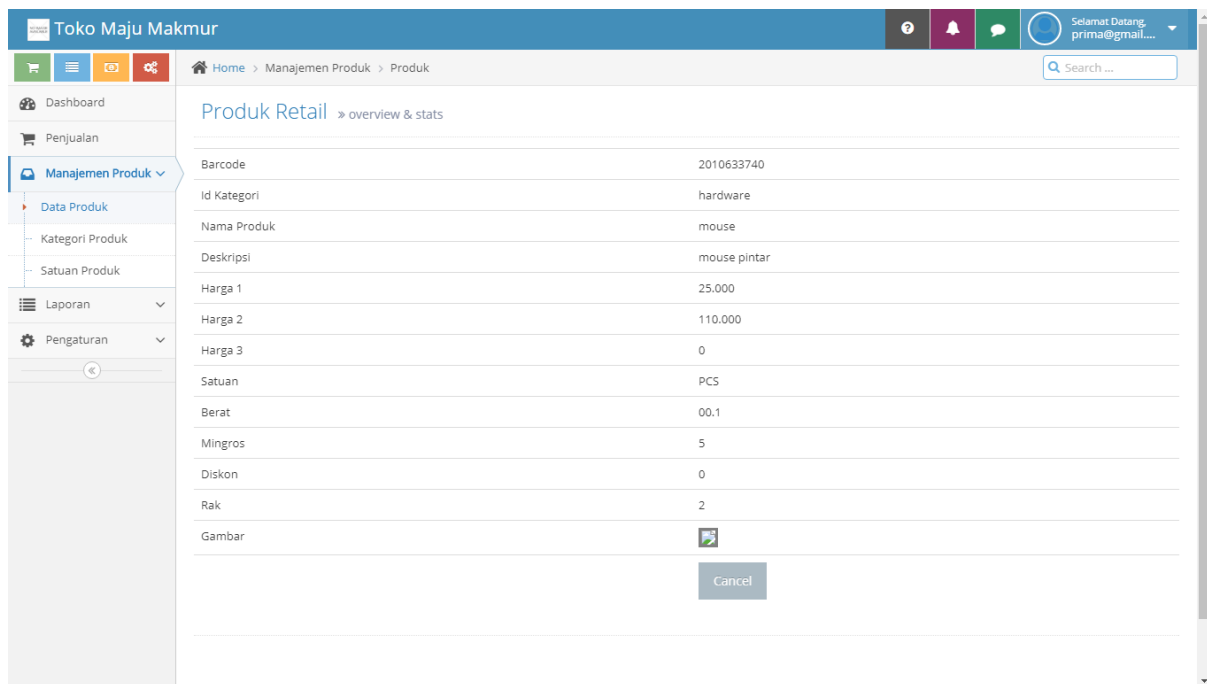 Toko Maju Makmur
Selamat Datang,
prima@gmail....
Home > Manajemen Produk > Produk
Search ...
Dashboard
Penjualan
Manajemen Produk
Data Produk
Kategori Produk
Satuan Produk
Laporan
Pengaturan
Produk Retail » overview & stats
Barcode 2010633740
Id Kategori hardware
Nama Produk mouse
Deskripsi mouse pintar
Harga 1 25.000
Harga 2 110.000
Harga 3 0
Satuan PCS
Berat 00.1
Mingros 5
Diskon 0
Rak 2
Gambar
Cancel